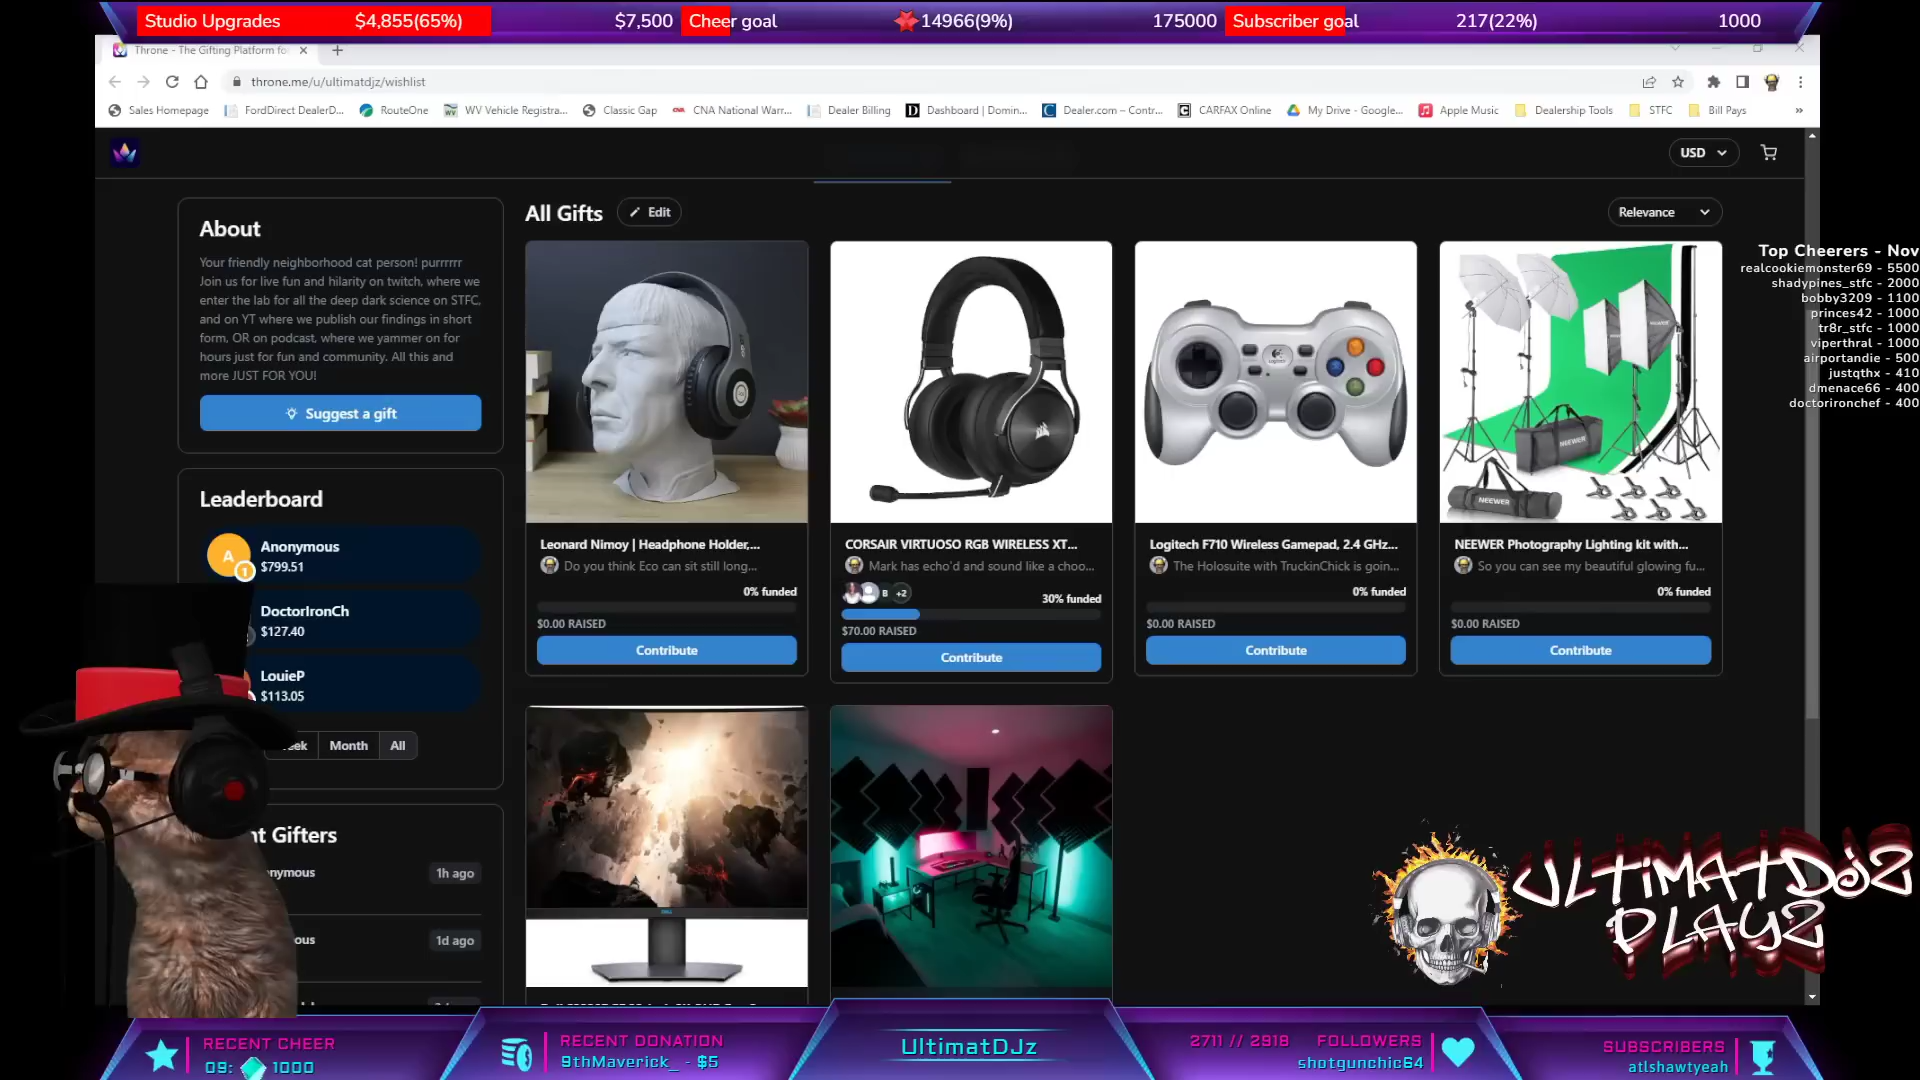 Studio Upgrades $4,855(65%) $7,500 Cheer goal 14966(9%) 175000 Subscriber goal 217(22%) 1000
Throne - The Gifting Platform fo
throne.me/u/ultimatdjz/wishlist
Sales Homepage FordDirect DealerD... RouteOne WV Vehicle Registra... Classic Gap CNA National Warr... Dealer Billing Dashboard | Domin... Dealer.com – Contr... CARFAX Online My Drive - Google... Apple Music Dealership Tools STFC Bill Pays »
USD
About
Your friendly neighborhood cat person! purrrrrr
Join us for live fun and hilarity on twitch, where we
enter the lab for all the deep dark science on STFC,
and on YT where we publish our findings in short
form, OR on podcast, where we yammer on for
hours just for fun and community. All this and
more JUST FOR YOU!
Suggest a gift
Leaderboard
A
1
Anonymous
$799.51
DoctorIronCh
$127.40
LouieP
$113.05
eek Month All
nt Gifters
nymous 1h ago
ous 1d ago
All Gifts Edit Relevance
NEEWER
NEEWER
Leonard Nimoy | Headphone Holder,...
Do you think Eco can sit still long...
0% funded
$0.00 RAISED
Contribute
CORSAIR VIRTUOSO RGB WIRELESS XT...
Mark has echo'd and sound like a choo...
B +2
30% funded
$70.00 RAISED
Contribute
Logitech F710 Wireless Gamepad, 2.4 GHz...
The Holosuite with TruckinChick is goin...
0% funded
$0.00 RAISED
Contribute
NEEWER Photography Lighting kit with...
So you can see my beautiful glowing fu...
0% funded
$0.00 RAISED
Contribute
DELL
Top Cheerers - Nov
realcookiemonster69 - 5500
shadypines_stfc - 2000
bobby3209 - 1100
princes42 - 1000
tr8r_stfc - 1000
viperthral - 1000
airportandie - 500
justqthx - 410
dmenace66 - 400
doctorironchef - 400
ULTIMATDJZ
PLAYZ
RECENT CHEER
09: 1000
RECENT DONATION
9thMaverick_ - $5
UltimatDJz
2711 // 2918 FOLLOWERS
shotgunchic64
SUBSCRIBERS
atlshawtyeah